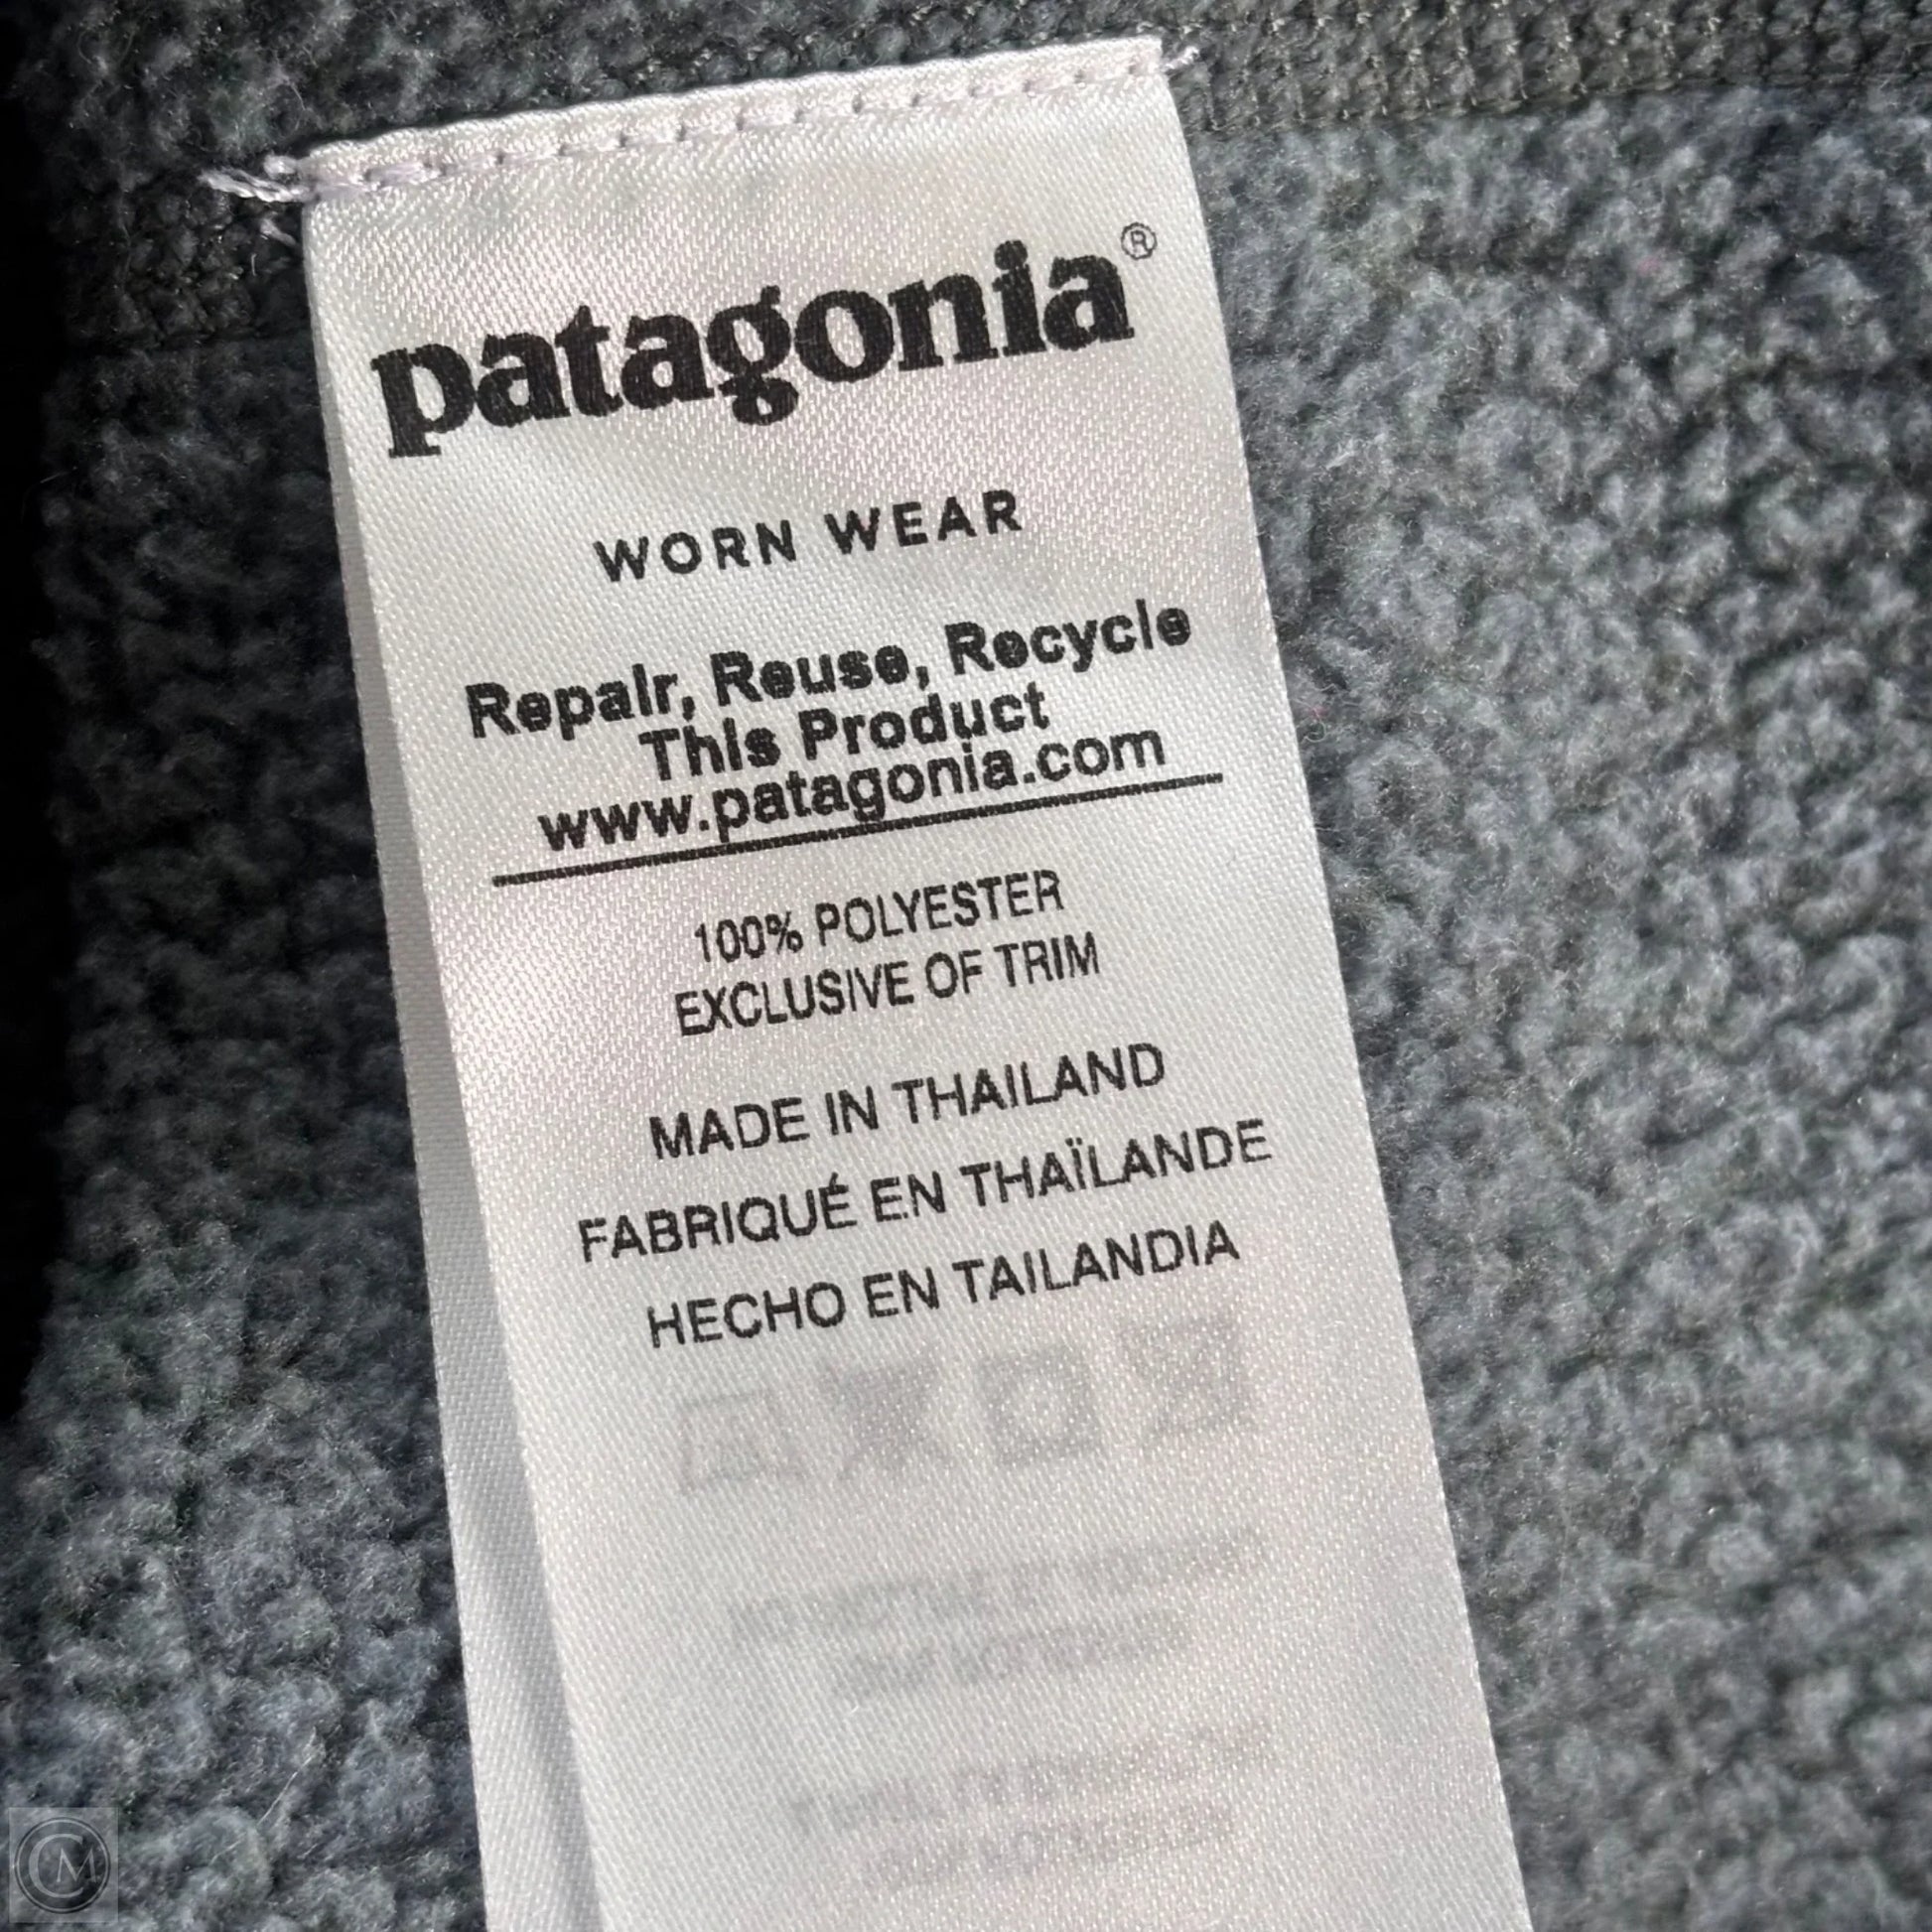 patagonia®
WORN WEAR
Repair, Reuse, Recycle
This Product
www.patagonia.com
100% POLYESTER
EXCLUSIVE OF TRIM
MADE IN THAILAND
FABRIQUÉ EN THAÏLANDE
HECHO EN TAILANDIA
CM